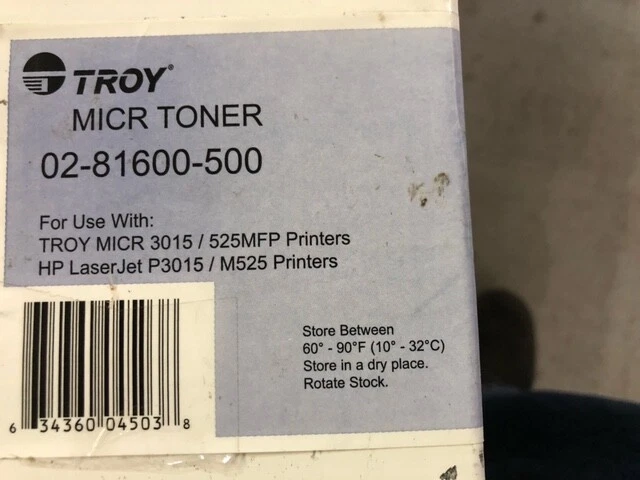 TROY®
MICR TONER
02-81600-500
For Use With:
TROY MICR 3015 / 525MFP Printers
HP LaserJet P3015 / M525 Printers
Store Between
60° - 90°F (10° - 32°C)
Store in a dry place.
Rotate Stock.
6 34360 04503 8